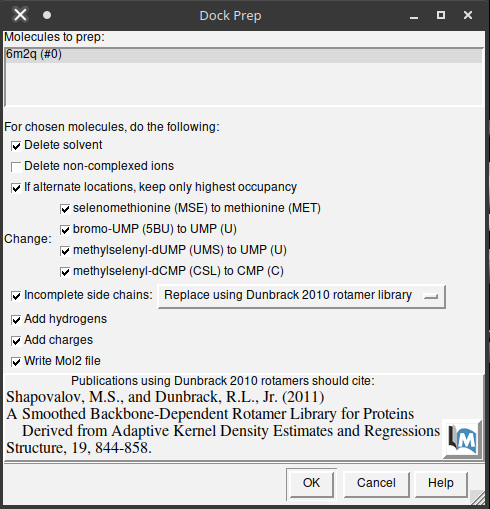 Dock Prep
Molecules to prep:
6m2q (#0)
For chosen molecules, do the following:
Delete solvent
Delete non-complexed ions
If alternate locations, keep only highest occupancy
Change:
selenomethionine (MSE) to methionine (MET)
bromo-UMP (5BU) to UMP (U)
methylselenyl-dUMP (UMS) to UMP (U)
methylselenyl-dCMP (CSL) to CMP (C)
Incomplete side chains: Replace using Dunbrack 2010 rotamer library
Add hydrogens
Add charges
Write Mol2 file
Publications using Dunbrack 2010 rotamers should cite:
Shapovalov, M.S., and Dunbrack, R.L., Jr. (2011)
A Smoothed Backbone-Dependent Rotamer Library for Proteins
Derived from Adaptive Kernel Density Estimates and Regressions
Structure, 19, 844-858.
M
OK Cancel Help